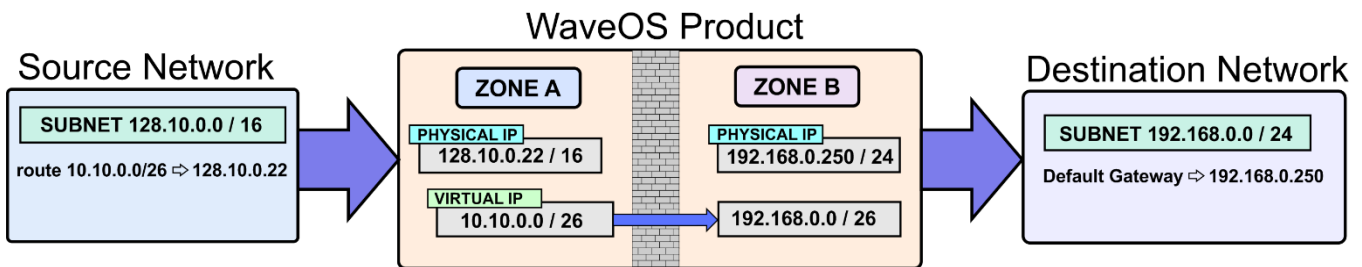 WaveOS Product
Source Network
SUBNET 128.10.0.0 / 16
route 10.10.0.0/26 ⇨ 128.10.0.22
ZONE A
PHYSICAL IP
128.10.0.22 / 16
VIRTUAL IP
10.10.0.0 / 26
ZONE B
PHYSICAL IP
192.168.0.250 / 24
192.168.0.0 / 26
Destination Network
SUBNET 192.168.0.0 / 24
Default Gateway ⇨ 192.168.0.250